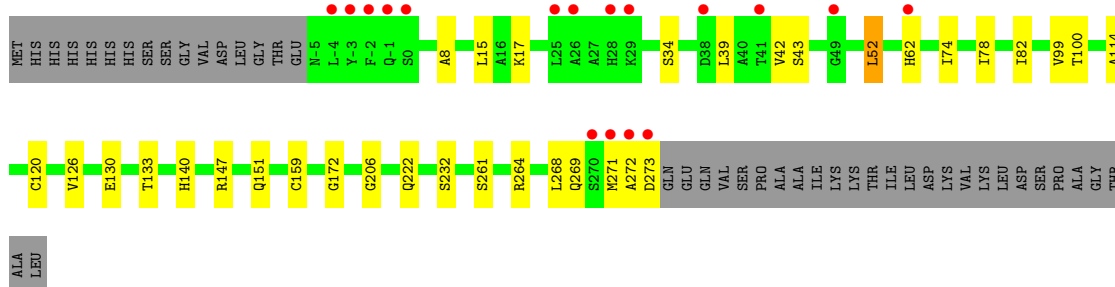 MET HIS HIS HIS HIS HIS HIS SER SER GLY VAL ASP LEU GLY THR GLU N-5 L-4 Y-3 F-2 Q-1 S0 A8 L15 A16 K17 L25 A26 A27 H28 K29 S34 D38 L39 A40 T41 V42 S43 G49 L52 H62 I74 I78 I82 V99 T100 A114
C120 V126 E130 T133 H140 R147 Q151 C159 G172 G206 Q222 S232 S261 R264 L268 Q269 S270 M271 A272 D273 GLN GLU GLN VAL SER PRO ALA ALA ILE LYS LYS THR ILE LEU ASP LYS VAL LYS LEU ASP SER PRO ALA GLY THR
ALA LEU